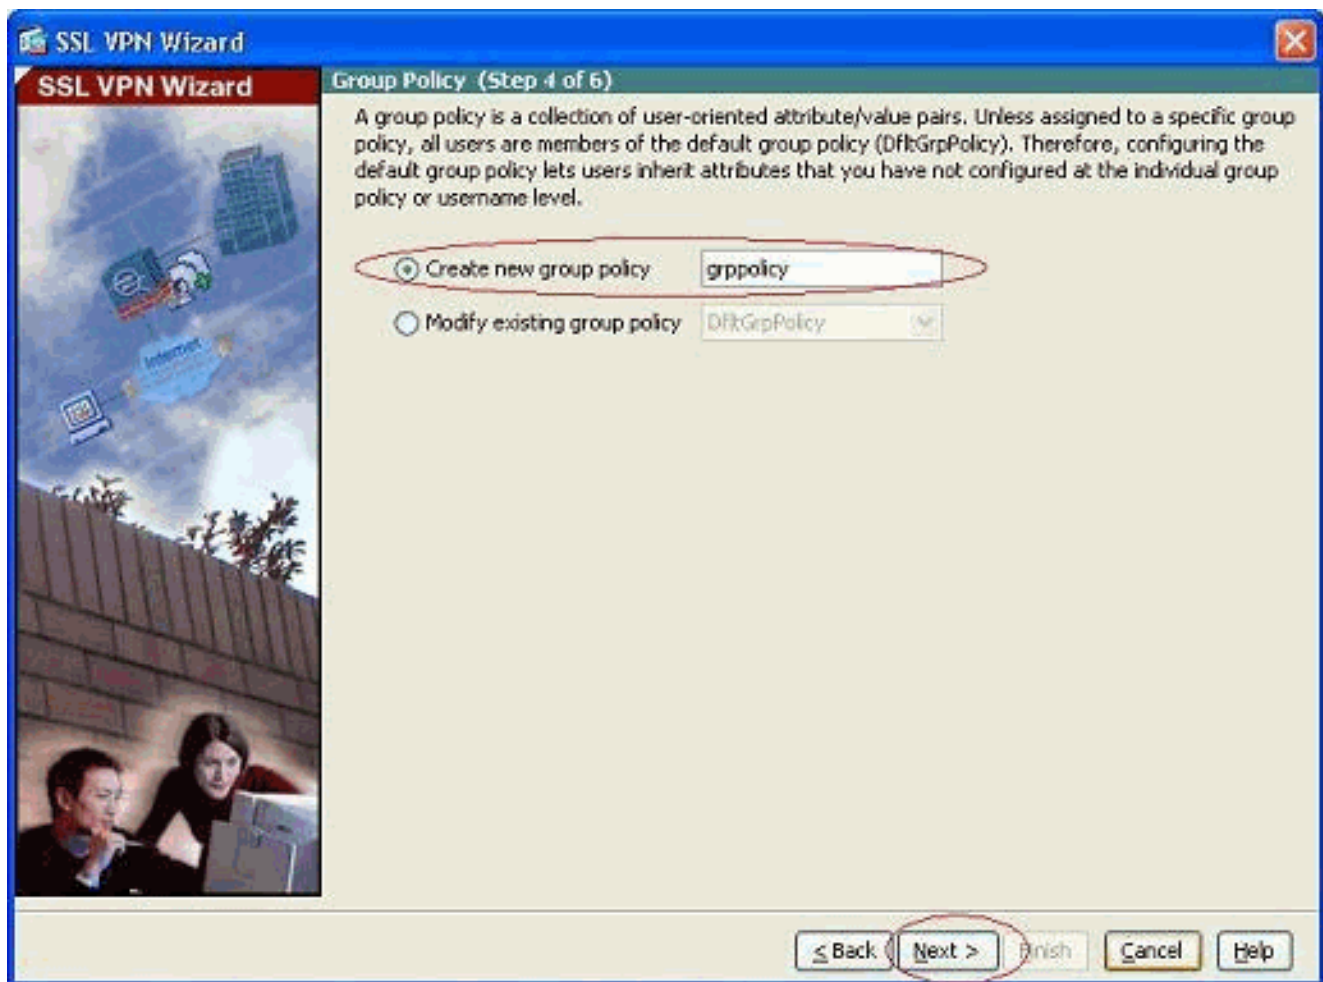 SSL VPN Wizard
SSL VPN Wizard
Group Policy (Step 4 of 6)
A group policy is a collection of user-oriented attribute/value pairs. Unless assigned to a specific group
policy, all users are members of the default group policy (DfltGrpPolicy). Therefore, configuring the
default group policy lets users inherit attributes that you have not configured at the individual group
policy or username level.
Create new group policy grppolicy
Modify existing group policy DfltGrpPolicy
Internet
< Back Next > Finish Cancel Help